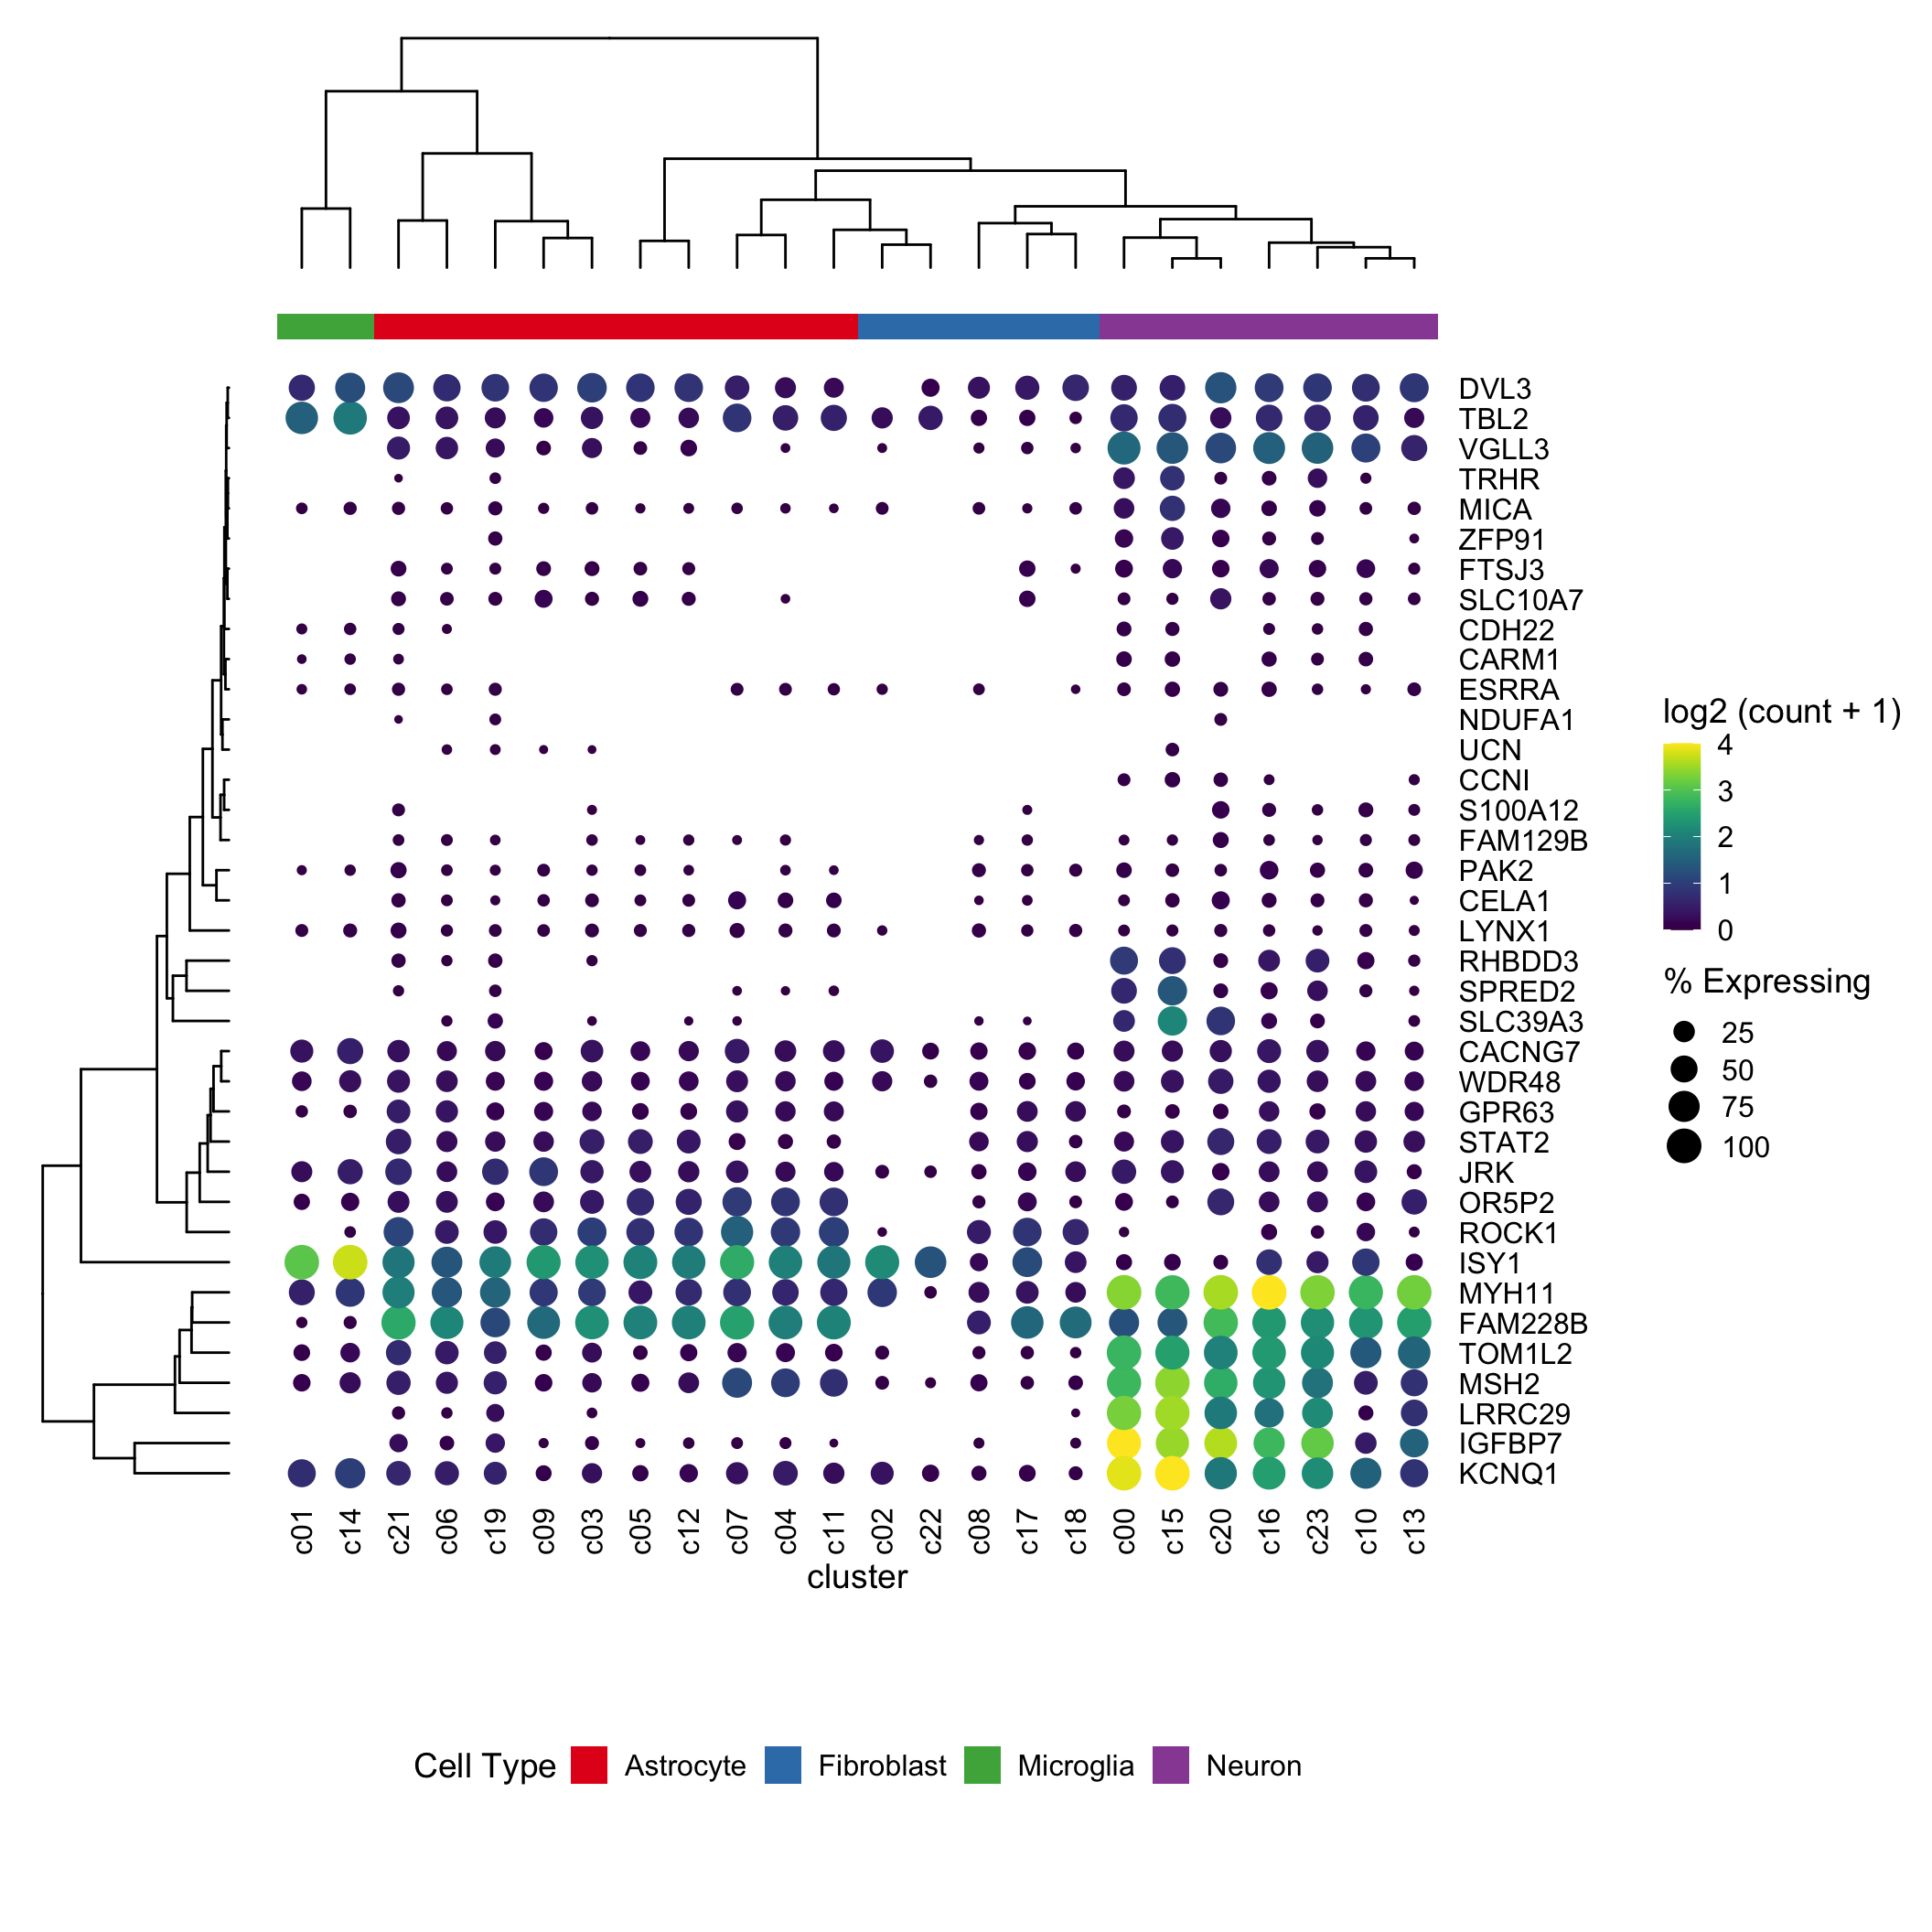 DVL3
TBL2
VGLL3
TRHR
MICA
ZFP91
FTSJ3
SLC10A7
CDH22
CARM1
ESRRA
NDUFA1
UCN
CCNI
S100A12
FAM129B
PAK2
CELA1
LYNX1
RHBDD3
SPRED2
SLC39A3
CACNG7
WDR48
GPR63
STAT2
JRK
OR5P2
ROCK1
ISY1
MYH11
FAM228B
TOM1L2
MSH2
LRRC29
IGFBP7
KCNQ1
c01 c14 c21 c06 c19 c09 c03 c05 c12 c07 c04 c11 c02 c22 c08 c17 c18 c00 c15 c20 c16 c23 c10 c13
cluster
log2 (count + 1)
4
3
2
1
0
% Expressing
25
50
75
100
Cell Type Astrocyte Fibroblast Microglia Neuron